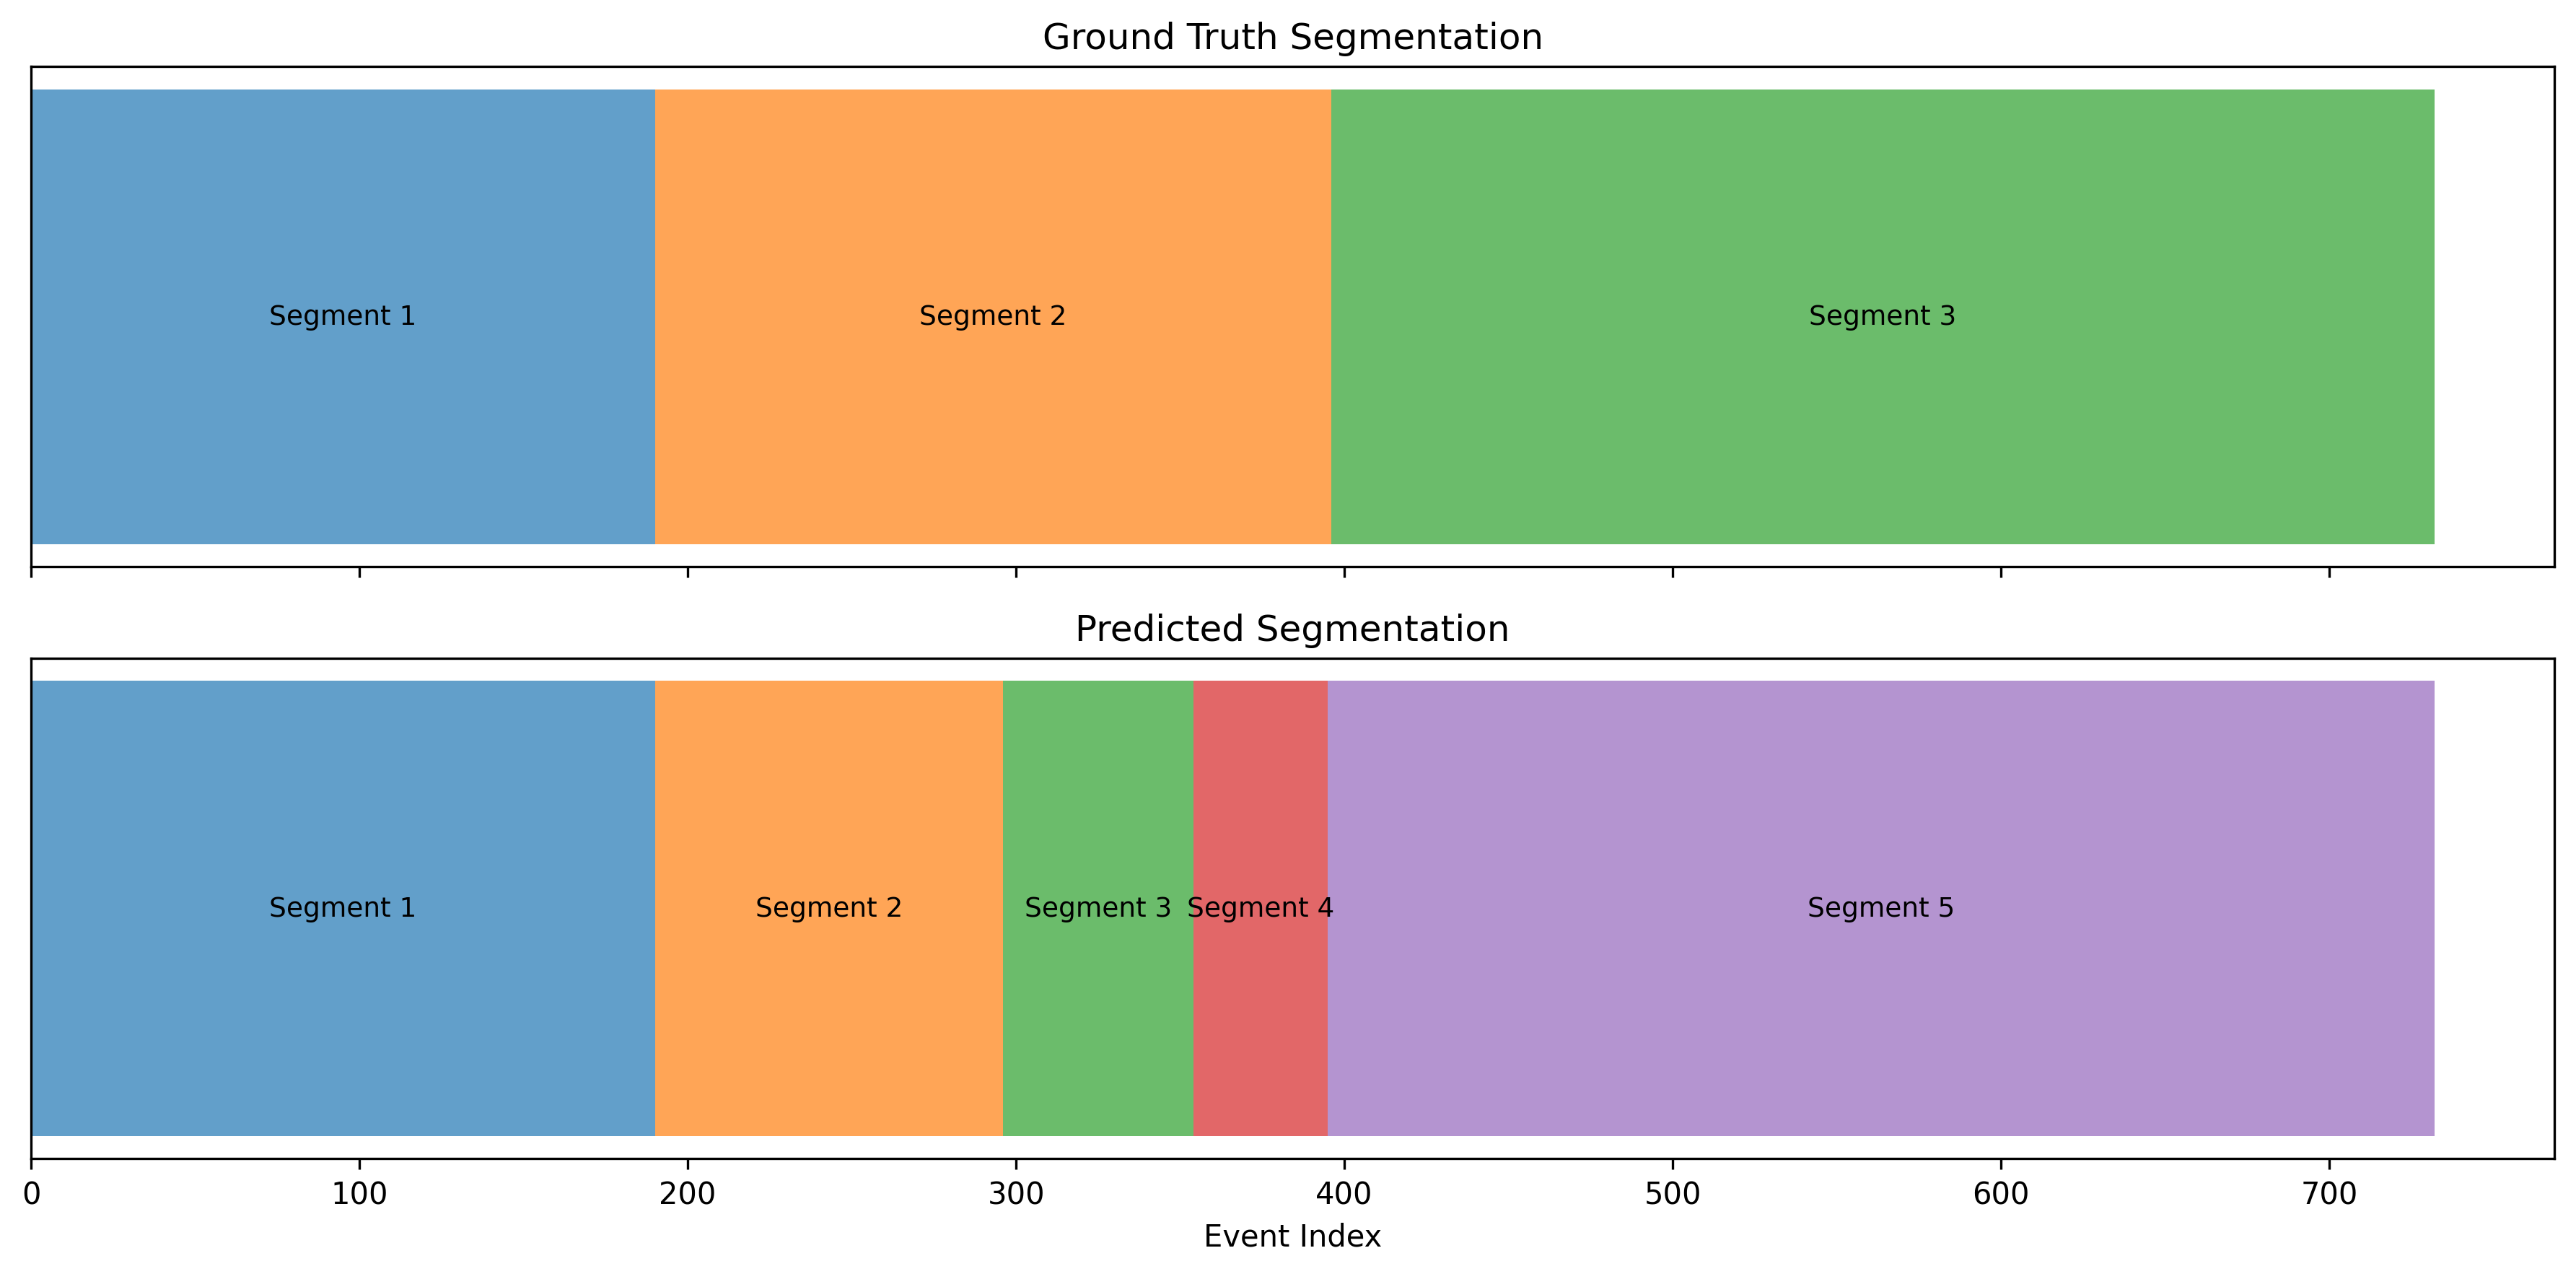 Ground Truth Segmentation
Segment 1 Segment 2 Segment 3
Predicted Segmentation
Segment 1 Segment 2 Segment 3 Segment 4 Segment 5
0 100 200 300 400 500 600 700
Event Index